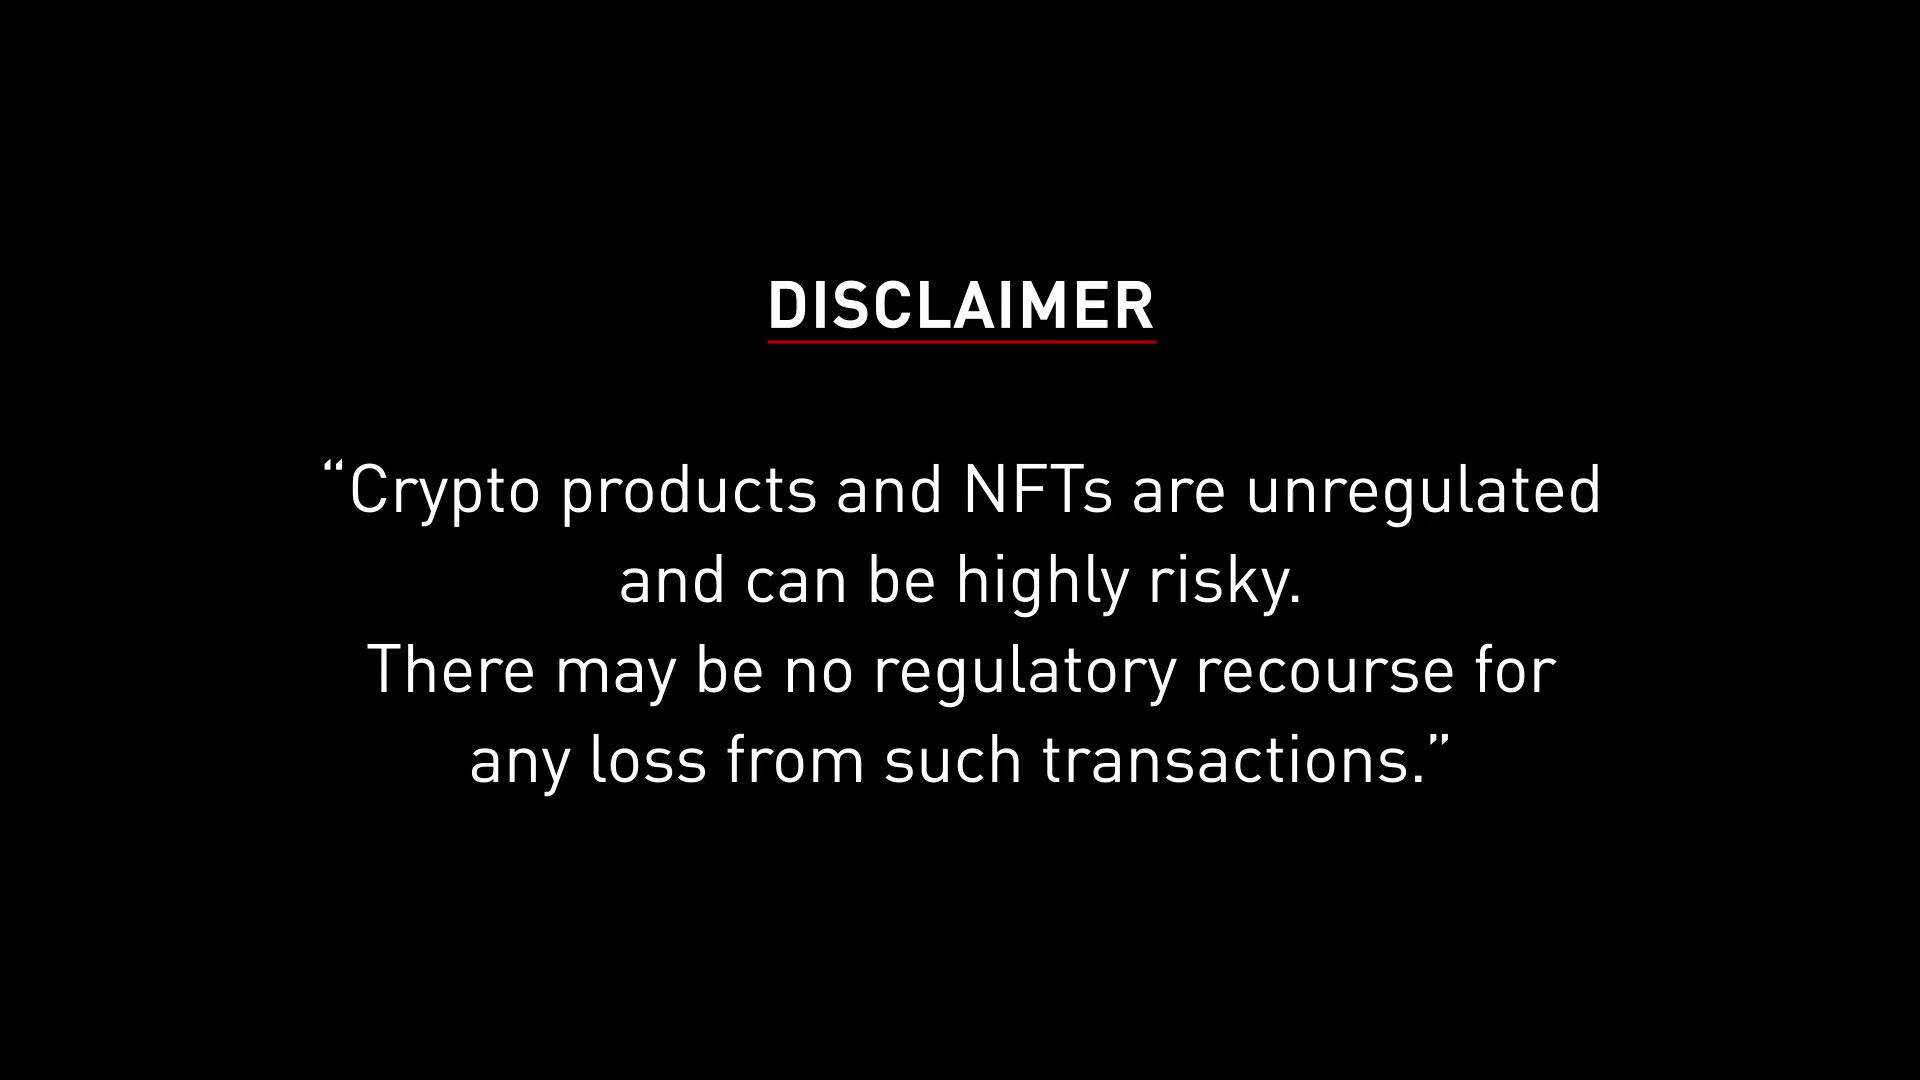 DISCLAIMER
“Crypto products and NFTs are unregulated
and can be highly risky.
There may be no regulatory recourse for
any loss from such transactions.”